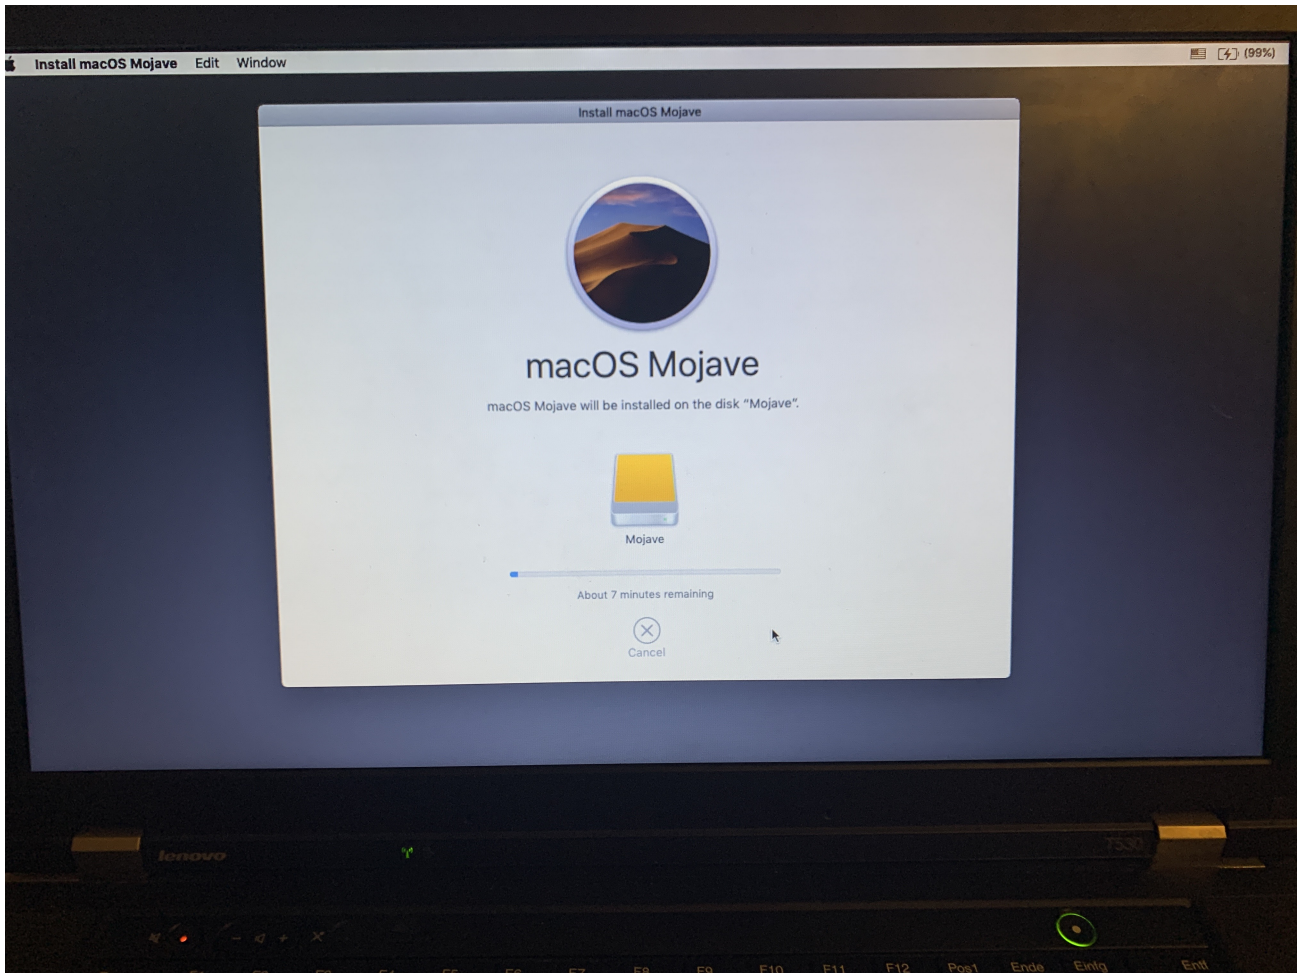 Install macOS Mojave Edit Window (99%)
Install macOS Mojave
macOS Mojave
macOS Mojave will be installed on the disk “Mojave”.
Mojave
About 7 minutes remaining
Cancel
lenovo
T530
F7 F8 F9 F10 F11 F12 Pos1 Ende Einfg Entf